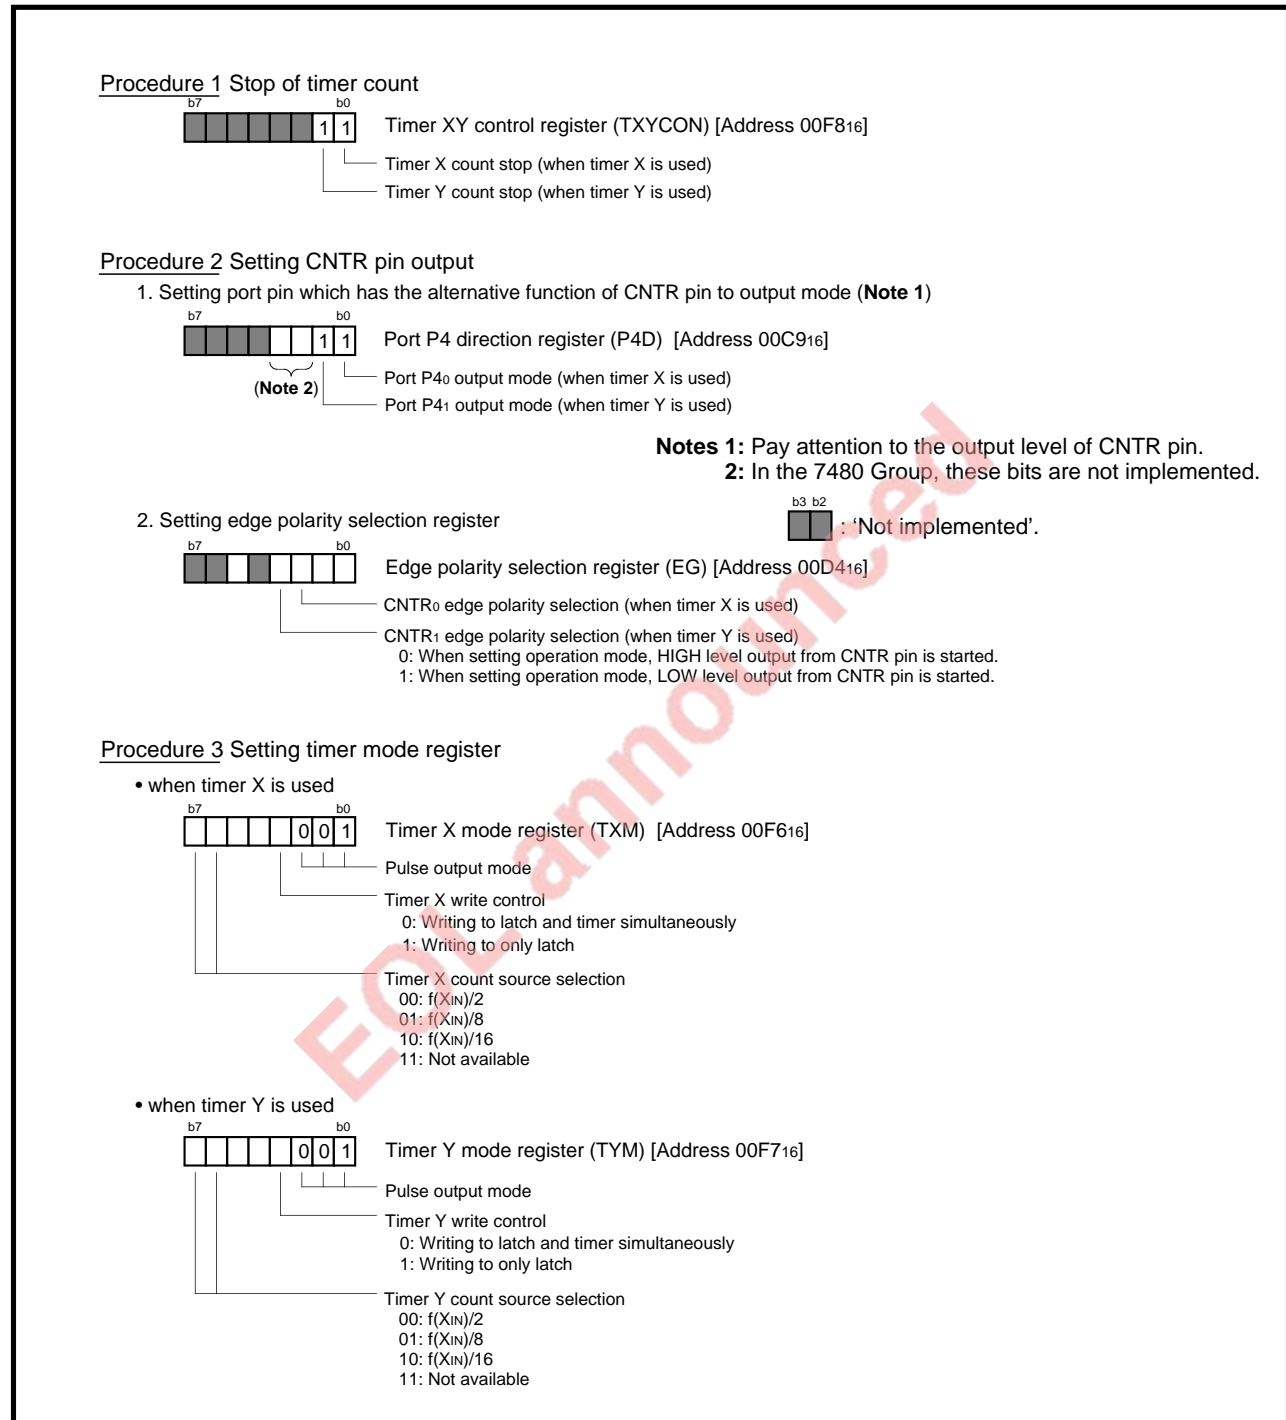 Procedure 1 Stop of timer count
b7 b0
1 1 Timer XY control register (TXYCON) [Address 00F816]
Timer X count stop (when timer X is used)
Timer Y count stop (when timer Y is used)
Procedure 2 Setting CNTR pin output
1. Setting port pin which has the alternative function of CNTR pin to output mode (Note 1)
b7 b0
1 1 Port P4 direction register (P4D) [Address 00C916]
(Note 2)
Port P40 output mode (when timer X is used)
Port P41 output mode (when timer Y is used)
Notes 1: Pay attention to the output level of CNTR pin.
2: In the 7480 Group, these bits are not implemented.
b3 b2
: ‘Not implemented’.
2. Setting edge polarity selection register
b7 b0
Edge polarity selection register (EG) [Address 00D416]
CNTR0 edge polarity selection (when timer X is used)
CNTR1 edge polarity selection (when timer Y is used)
0: When setting operation mode, HIGH level output from CNTR pin is started.
1: When setting operation mode, LOW level output from CNTR pin is started.
Procedure 3 Setting timer mode register
• when timer X is used
b7 b0
0 0 1 Timer X mode register (TXM) [Address 00F616]
Pulse output mode
Timer X write control
0: Writing to latch and timer simultaneously
1: Writing to only latch
Timer X count source selection
00: f(XIN)/2
01: f(XIN)/8
10: f(XIN)/16
11: Not available
• when timer Y is used
b7 b0
0 0 1 Timer Y mode register (TYM) [Address 00F716]
Pulse output mode
Timer Y write control
0: Writing to latch and timer simultaneously
1: Writing to only latch
Timer Y count source selection
00: f(XIN)/2
01: f(XIN)/8
10: f(XIN)/16
11: Not available
EOL announced